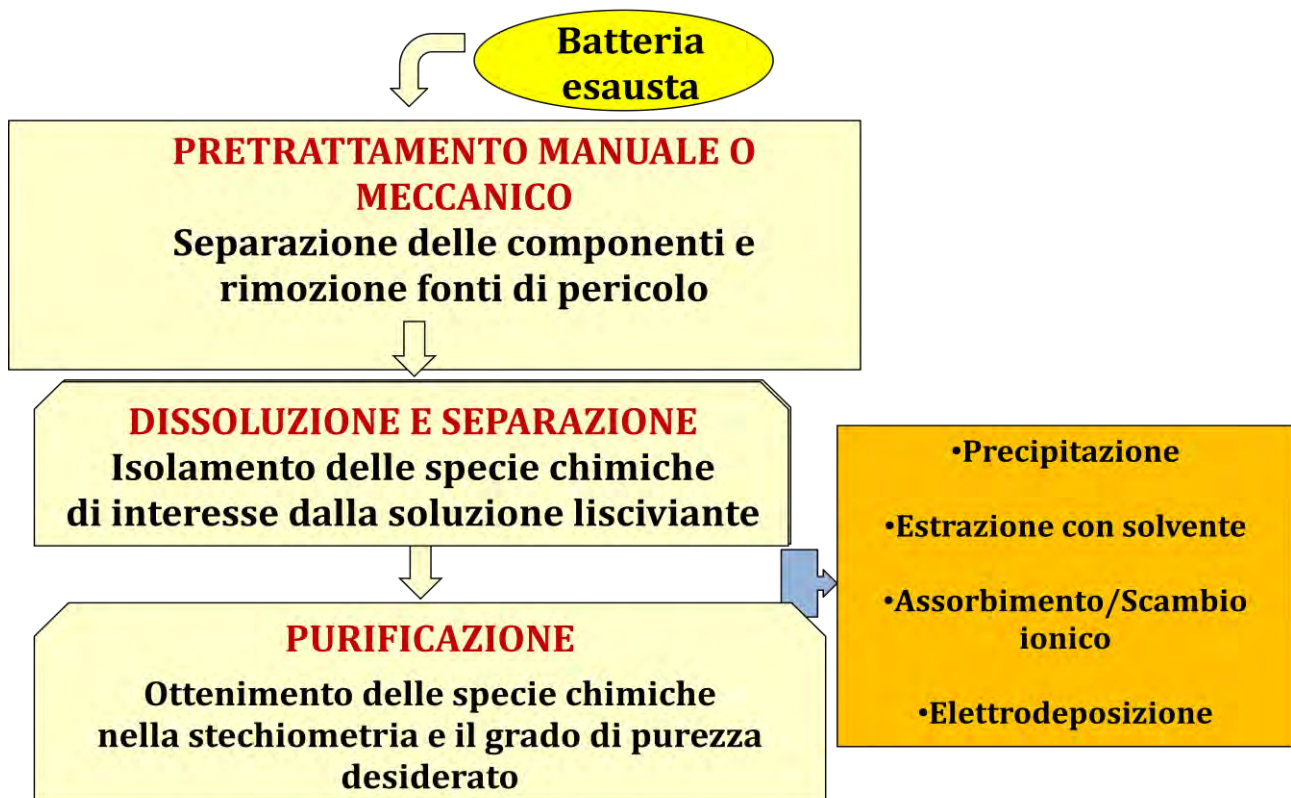 Batteria
esausta
PRETRATTAMENTO MANUALE O
MECCANICO
Separazione delle componenti e
rimozione fonti di pericolo
DISSOLUZIONE E SEPARAZIONE
Isolamento delle specie chimiche
di interesse dalla soluzione lisciviante
PURIFICAZIONE
Ottenimento delle specie chimiche
nella stechiometria e il grado di purezza
desiderato
•Precipitazione
•Estrazione con solvente
•Assorbimento/Scambio
ionico
•Elettrodeposizione